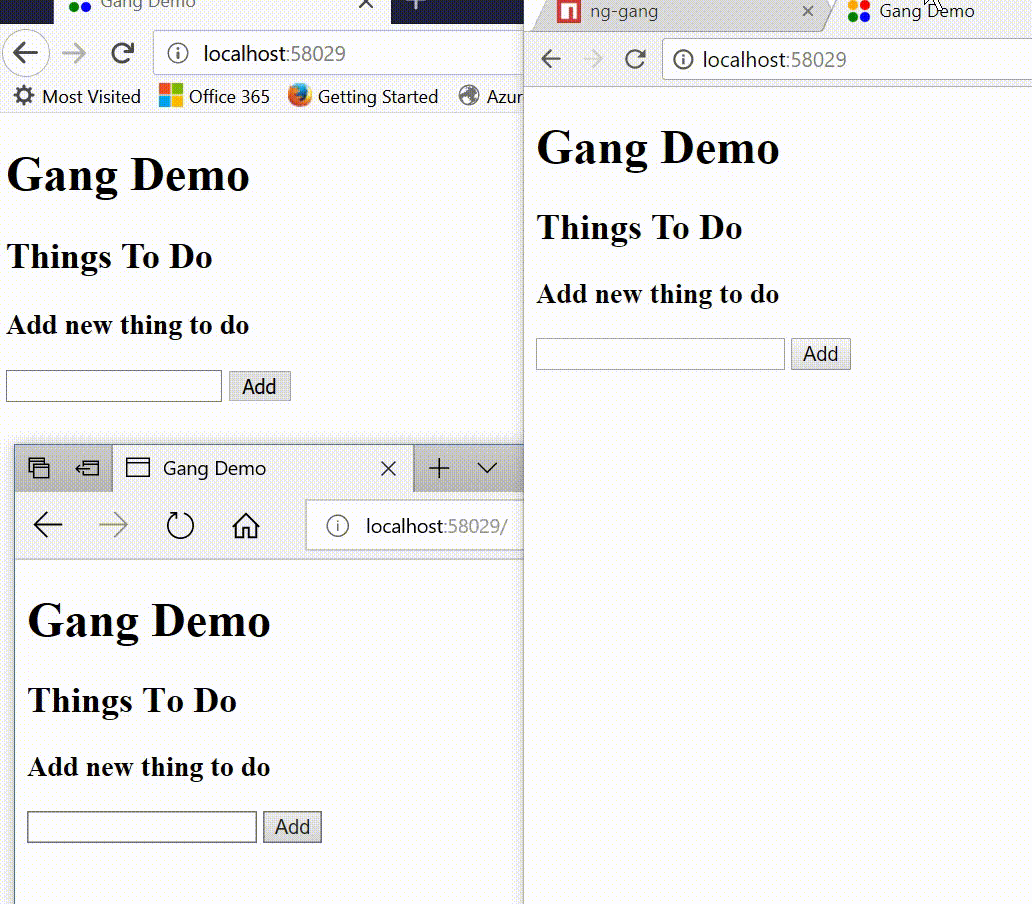 Gang Demo
localhost:58029
Most Visited Office 365 Getting Started Azur
Gang Demo
Things To Do
Add new thing to do
Add
Gang Demo
localhost:58029/
Gang Demo
Things To Do
Add new thing to do
Add
ng-gang Gang Demo
localhost:58029
Gang Demo
Things To Do
Add new thing to do
Add